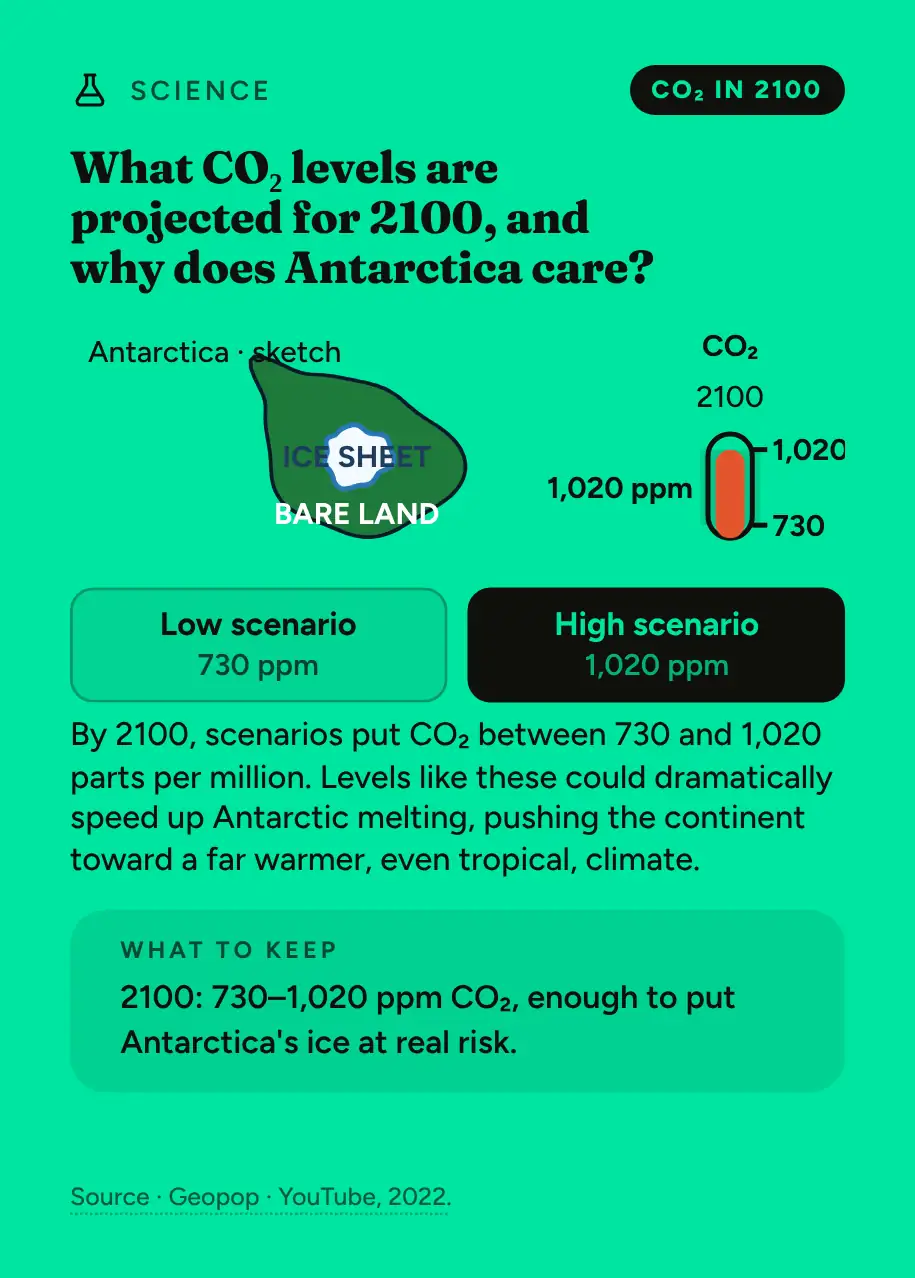 SCIENCE
CO₂ IN 2100
What CO₂ levels are
projected for 2100, and
why does Antarctica care?
Antarctica · sketch
ICE SHEET
BARE LAND
CO₂
2100
1,020 ppm
1,020
730
Low scenario
730 ppm
High scenario
1,020 ppm
By 2100, scenarios put CO₂ between 730 and 1,020
parts per million. Levels like these could dramatically
speed up Antarctic melting, pushing the continent
toward a far warmer, even tropical, climate.
WHAT TO KEEP
2100: 730–1,020 ppm CO₂, enough to put
Antarctica's ice at real risk.
Source · Geopop · YouTube, 2022.